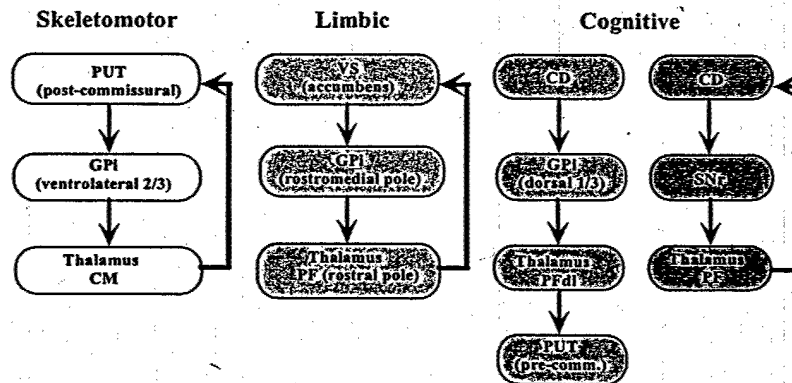 Skeletomotor
PUT
(post-commissural)
GPi
(ventrolateral 2/3)
Thalamus
CM
Limbic
VS
(accumbens)
GPi
(rostromedial pole)
Thalamus
PF (rostral pole)
Cognitive
CD
GPi
(dorsal 1/3)
Thalamus
PFdl
PUT
(pre-comm.)
CD
SNr
Thalamus
PF